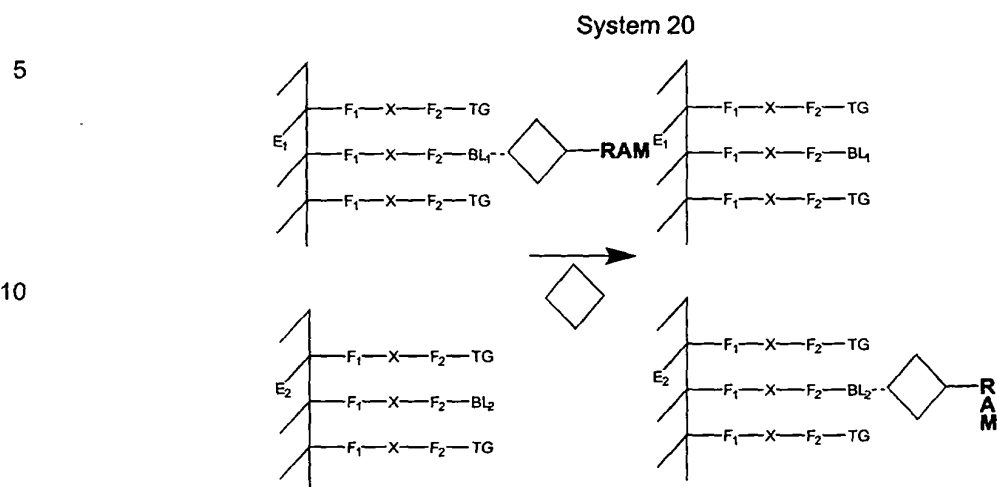 System 20
5
F₁—X—F₂—TG
E₁
F₁—X—F₂—BL₁
RAM
F₁—X—F₂—TG
F₁—X—F₂—TG
E₁
F₁—X—F₂—BL₁
F₁—X—F₂—TG
10
F₁—X—F₂—TG
E₂
F₁—X—F₂—BL₂
F₁—X—F₂—TG
F₁—X—F₂—TG
E₂
F₁—X—F₂—BL₂
RAM
F₁—X—F₂—TG